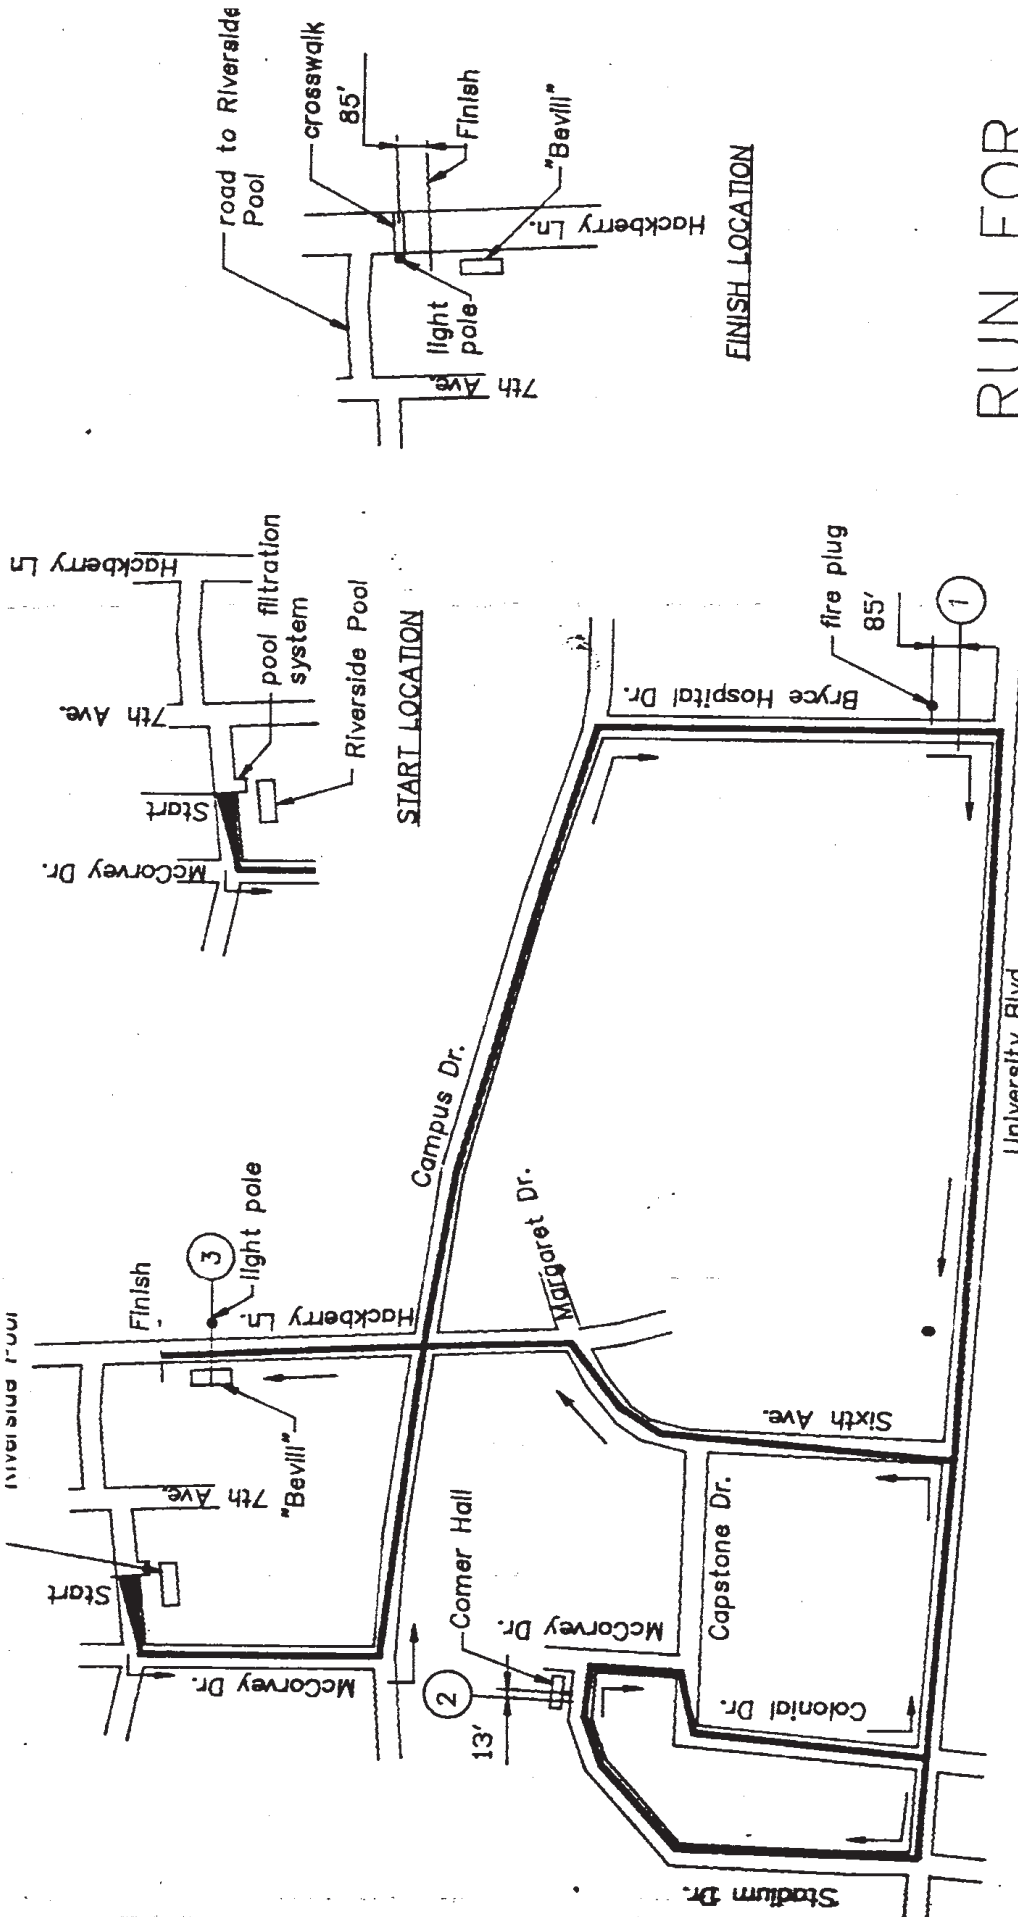 Riverside Pool
Start
7th Ave.
McCorvey Dr.
"Bevill"
Finish
3
light pole
Hackberry Ln.
Campus Dr.
Margaret Dr.
Comer Hall
2
13'
McCorvey Dr.
Capstone Dr.
Sixth Ave.
Colonial Dr.
Stadium Dr.
University Blvd
Bryce Hospital Dr.
fire plug
85'
1
Hackberry Ln
7th Ave.
Start
McCorvey Dr.
pool filtration
system
Riverside Pool
START LOCATION
road to Riverside
Pool
crosswalk
85'
Finish
"Bevill"
light
pole
Hackberry Ln.
7th Ave.
FINISH LOCATION
RUN FOR